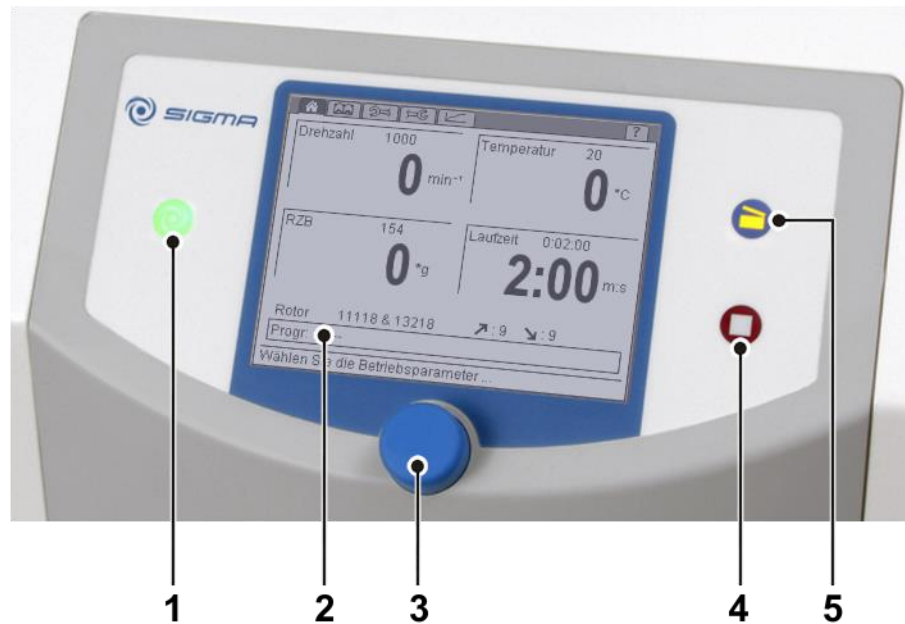 SIGMA
?
Drehzahl 1000
0 min⁻¹
Temperatur 20
0 °C
RZB 154
0 *g
Laufzeit 0:02:00
2:00 m:s
Rotor 11118 & 13218 ↗:9 ↘:9
Progr:
Wählen Sie die Betriebsparameter ...
1 2 3 4 5